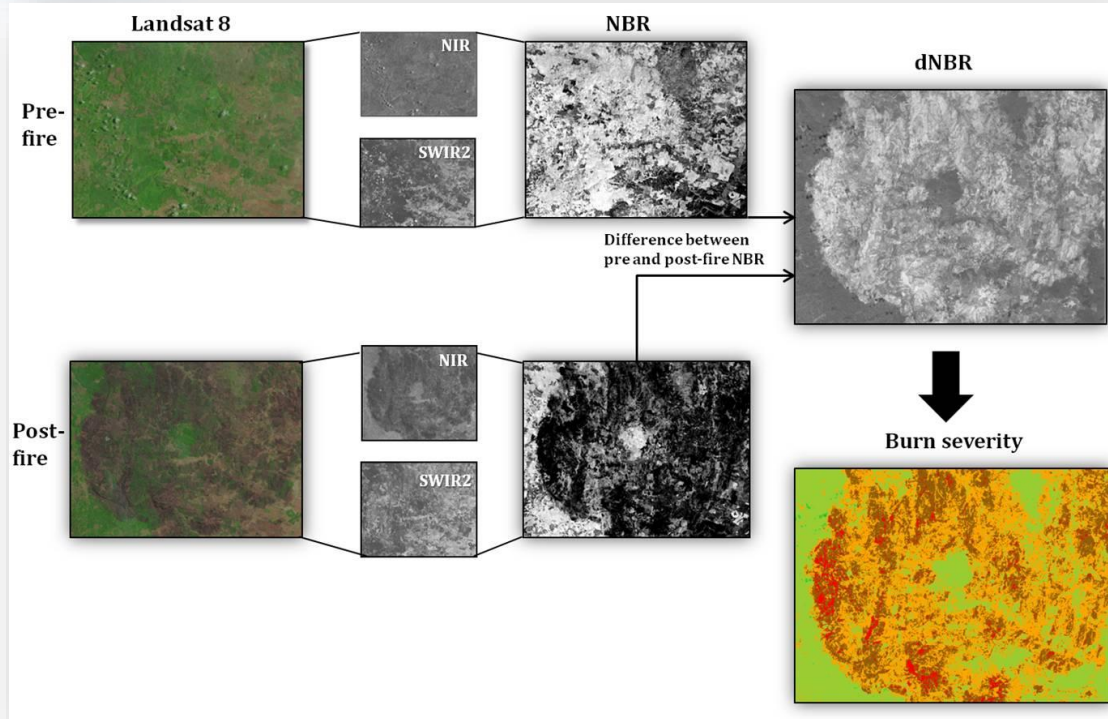 Landsat 8
NBR
dNBR
Pre-
fire
NIR
SWIR2
Difference between
pre and post-fire NBR
Post-
fire
NIR
SWIR2
Burn severity